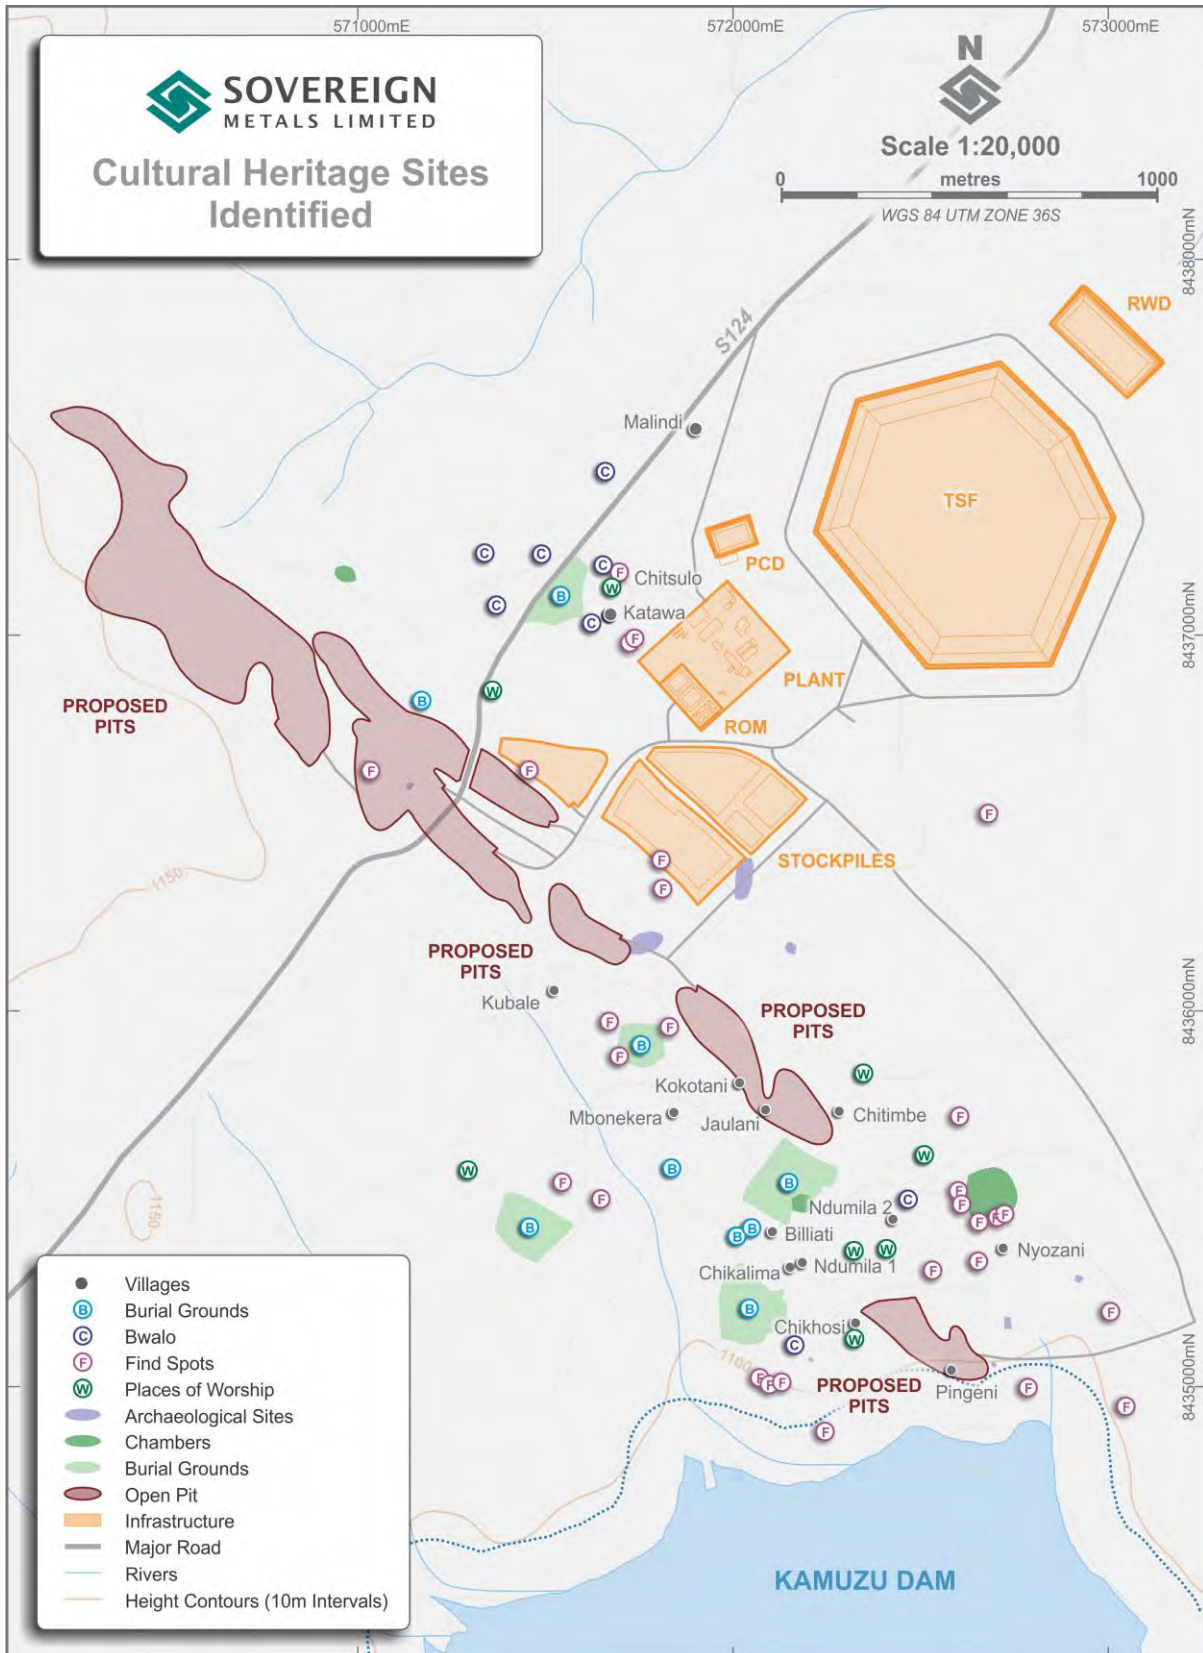 571000mE
572000mE
573000mE
SOVEREIGN
METALS LIMITED
Cultural Heritage Sites
Identified
N
Scale 1:20,000
0 metres 1000
WGS 84 UTM ZONE 36S
8438000mN
RWD
S124
Malindi
TSF
PCD
C
C
C
C
F
Chitsulo
W
B
C
Katawa
C
F
8437000mN
PLANT
PROPOSED
PITS
B
W
ROM
F
F
F
1150
F
STOCKPILES
F
PROPOSED
PITS
Kubale
PROPOSED
PITS
8436000mN
F
F
B
F
W
Kokotani
Mbonekera
Jaulani
Chitimbe
F
W
W
B
F
F
B
1150
Ndumila 2
C
F
F
F
F
F
B
B
B
Billiati
W
W
Nyozani
Chikalima
Ndumila 1
F
F
B
Chikhosi
F
W
C
1100
F
F
F
PROPOSED
PITS
Pingeni
F
F
8435000mN
F
KAMUZU DAM
Villages
B Burial Grounds
C Bwalo
F Find Spots
W Places of Worship
Archaeological Sites
Chambers
Burial Grounds
Open Pit
Infrastructure
Major Road
Rivers
Height Contours (10m Intervals)